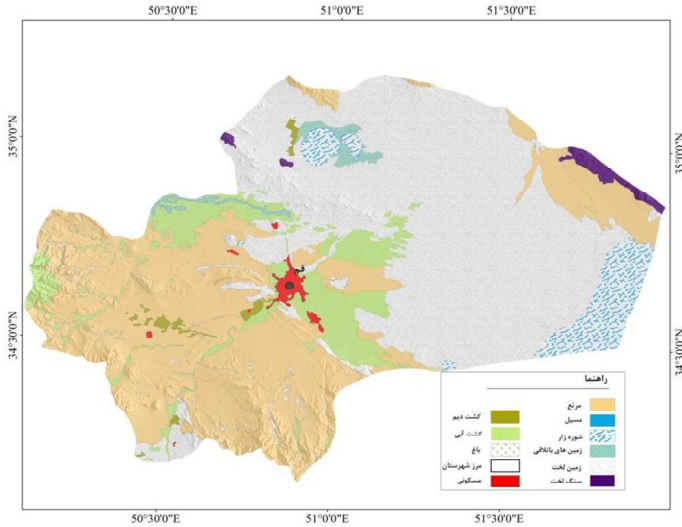 50°30'0"E 51°0'0"E 51°30'0"E
35°0'0"N
35°0'0"N
34°30'0"N
34°30'0"N
قم
راهنما
مرتع
مسیل
شوره زار
زمین های باتلاقی
زمین لخت
سنگ لخت
کشت دیم
کشت آبی
باغ
مرز شهرستان
مسکونی
50°30'0"E 51°0'0"E 51°30'0"E